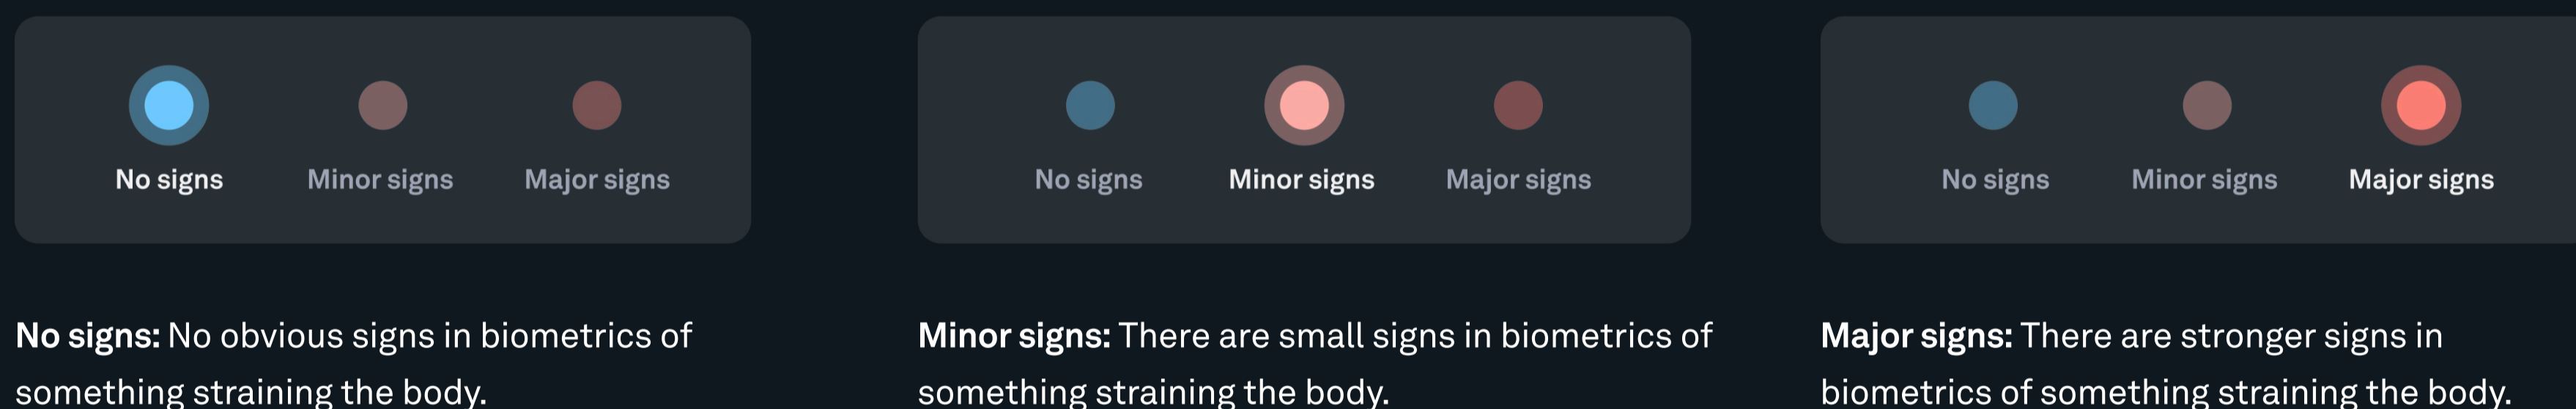 No signs Minor signs Major signs
No signs: No obvious signs in biometrics of
something straining the body.
No signs Minor signs Major signs
Minor signs: There are small signs in biometrics of
something straining the body.
No signs Minor signs Major signs
Major signs: There are stronger signs in
biometrics of something straining the body.